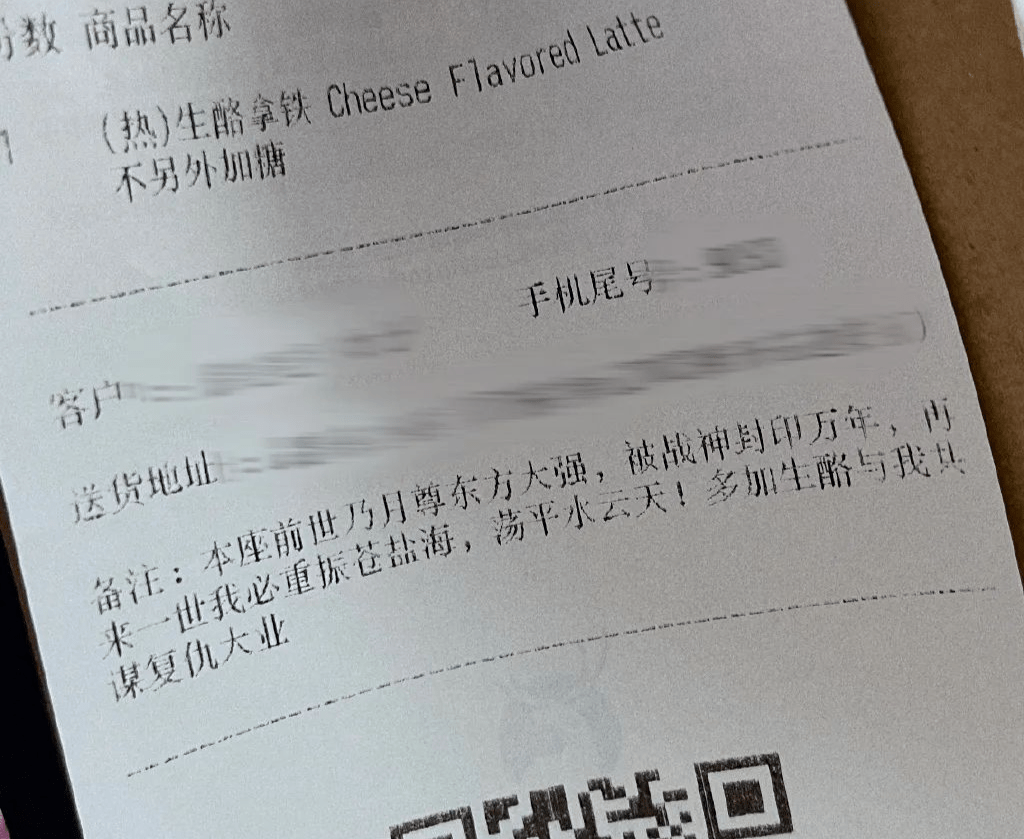 数 商品名称
1 (热)生酪拿铁 Cheese Flavored Latte
不另外加糖
手机尾号
客户
送货地址
备注：本座前世乃月尊东方大强，被战神封印万年，再
来一世我必重振苍盐海，荡平水云天！多加生酪与我共
谋复仇大业